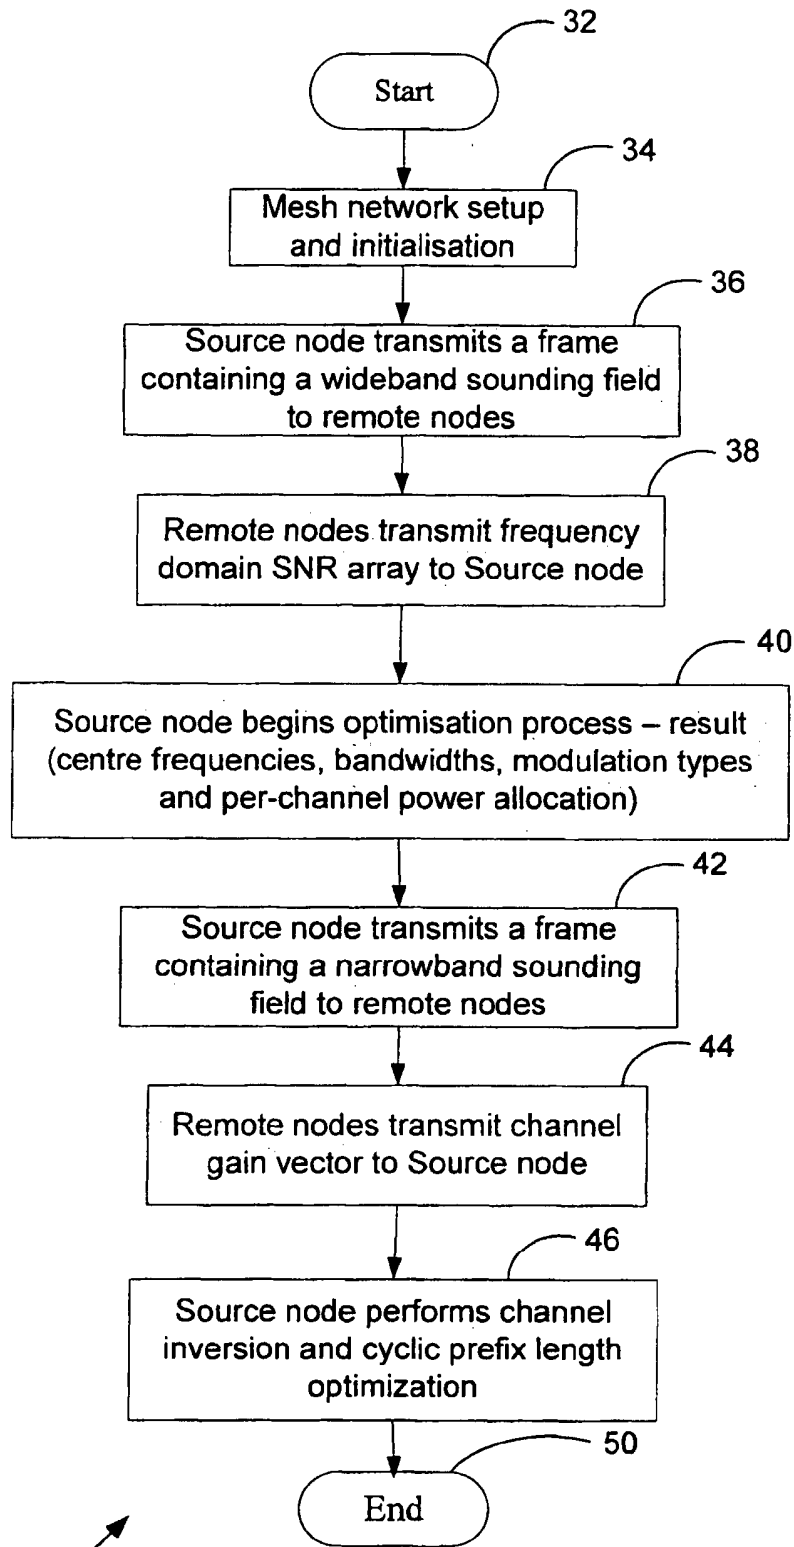 32
Start
34
Mesh network setup
and initialisation
36
Source node transmits a frame
containing a wideband sounding field
to remote nodes
38
Remote nodes transmit frequency
domain SNR array to Source node
40
Source node begins optimisation process – result
(centre frequencies, bandwidths, modulation types
and per-channel power allocation)
42
Source node transmits a frame
containing a narrowband sounding
field to remote nodes
44
Remote nodes transmit channel
gain vector to Source node
46
Source node performs channel
inversion and cyclic prefix length
optimization
50
End